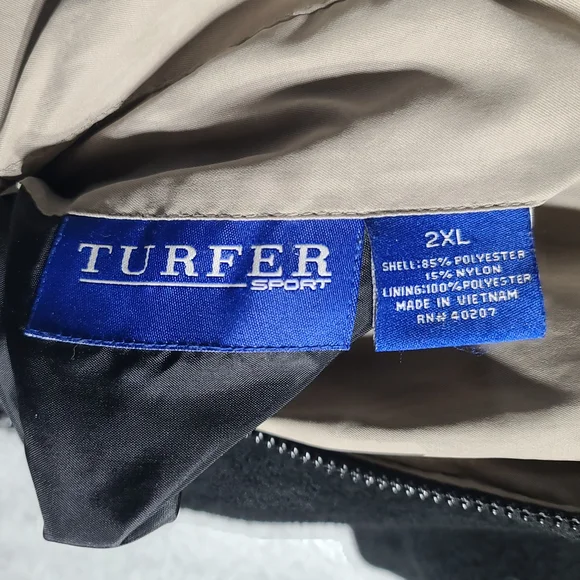 TURFER
SPORT
2XL
SHELL:85% POLYESTER
15% NYLON
LINING:100% POLYESTER
MADE IN VIETNAM
RN# 40207